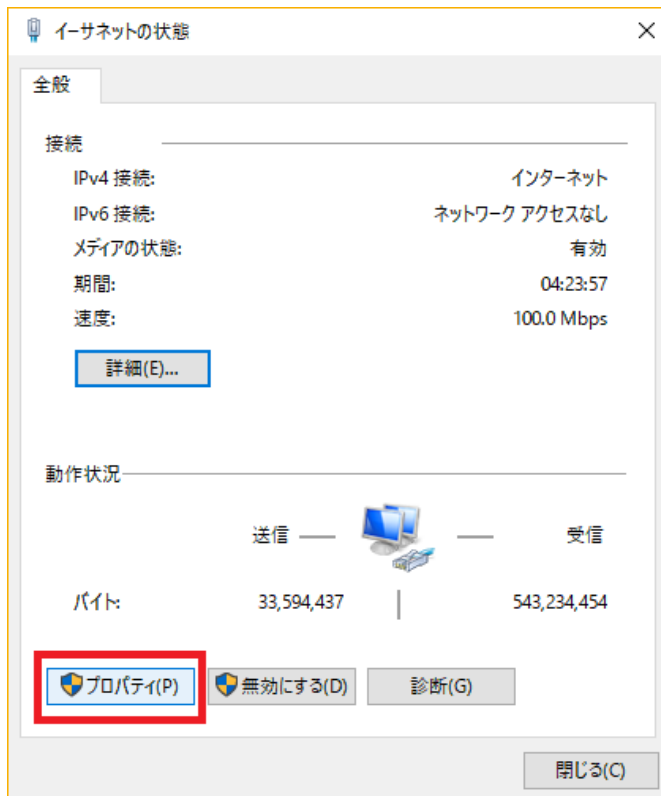 イーサネットの状態
全般
接続
IPv4 接続: インターネット
IPv6 接続: ネットワーク アクセスなし
メディアの状態: 有効
期間: 04:23:57
速度: 100.0 Mbps
詳細(E)...
動作状況
送信 受信
バイト: 33,594,437 543,234,454
プロパティ(P) 無効にする(D) 診断(G)
閉じる(C)